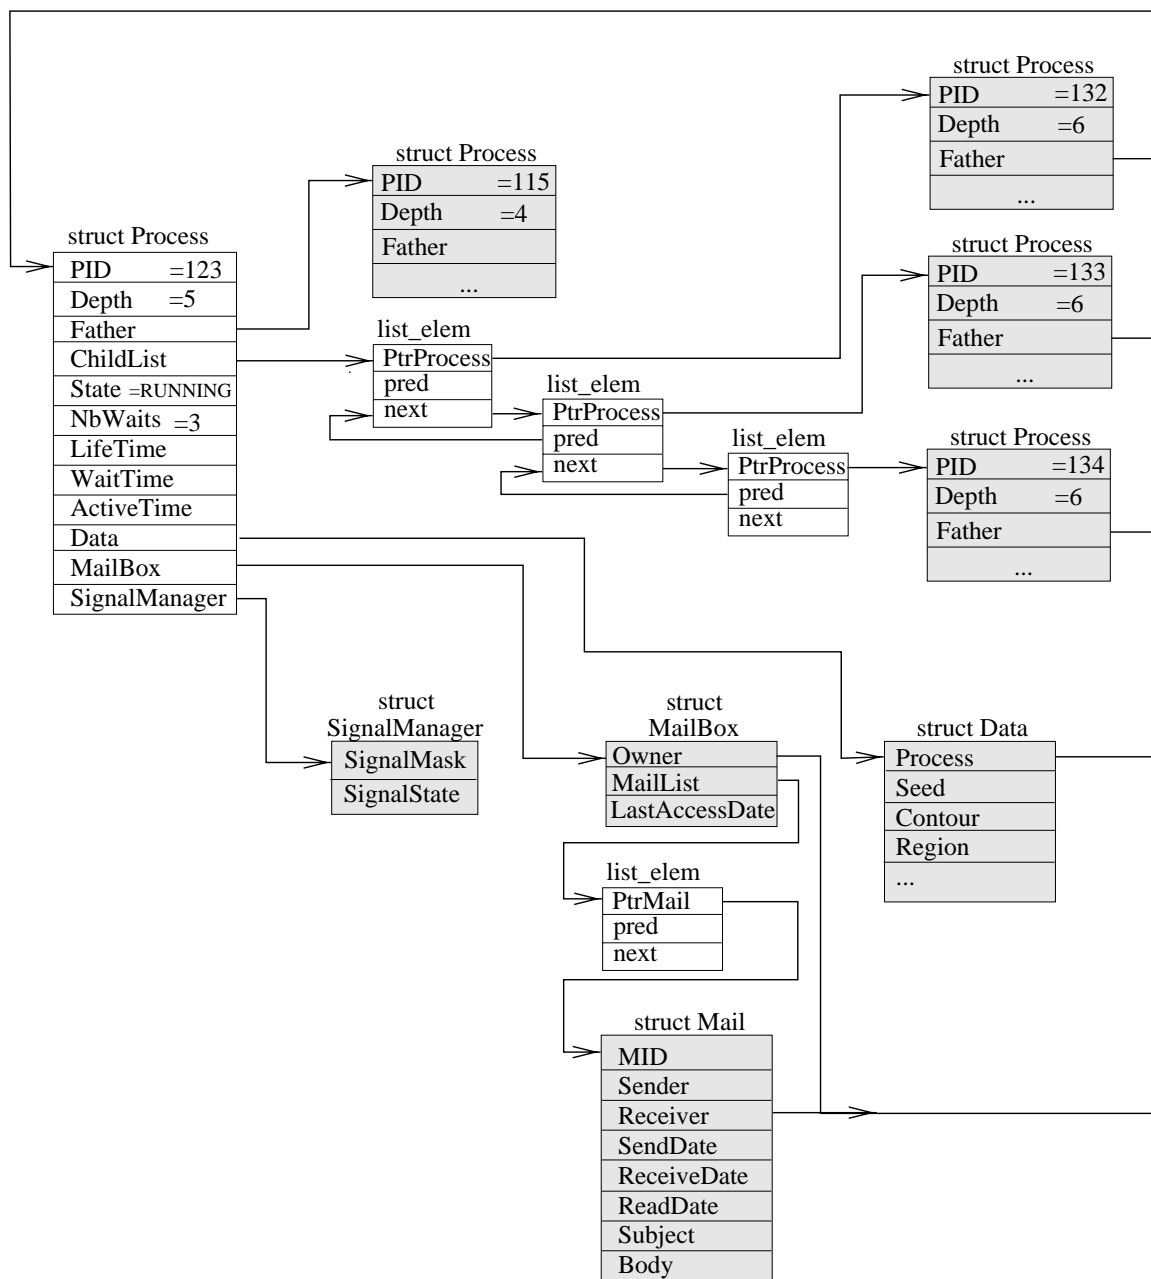 struct Process
PID =132
Depth =6
Father
...
struct Process
PID =115
Depth =4
Father
...
struct Process
PID =123
Depth =5
Father
ChildList
State =RUNNING
NbWaits =3
LifeTime
WaitTime
ActiveTime
Data
MailBox
SignalManager
struct Process
PID =133
Depth =6
Father
...
list_elem
PtrProcess
pred
next
list_elem
PtrProcess
pred
next
list_elem
PtrProcess
pred
next
struct Process
PID =134
Depth =6
Father
...
struct
SignalManager
SignalMask
SignalState
struct
MailBox
Owner
MailList
LastAccessDate
struct Data
Process
Seed
Contour
Region
...
list_elem
PtrMail
pred
next
struct Mail
MID
Sender
Receiver
SendDate
ReceiveDate
ReadDate
Subject
Body